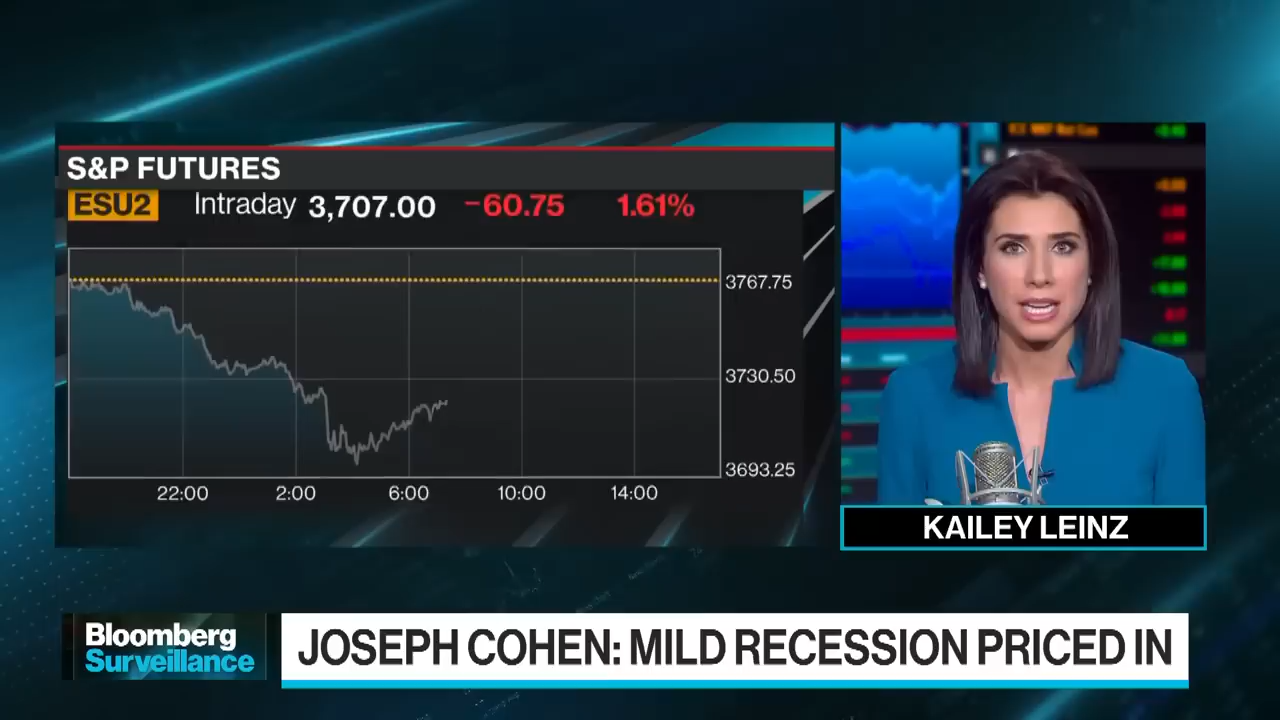 S&P FUTURES
ESU2 Intraday 3,707.00 −60.75 1.61%
3767.75
3730.50
3693.25
22:00 2:00 6:00 10:00 14:00
KAILEY LEINZ
Bloomberg
Surveillance
JOSEPH COHEN: MILD RECESSION PRICED IN